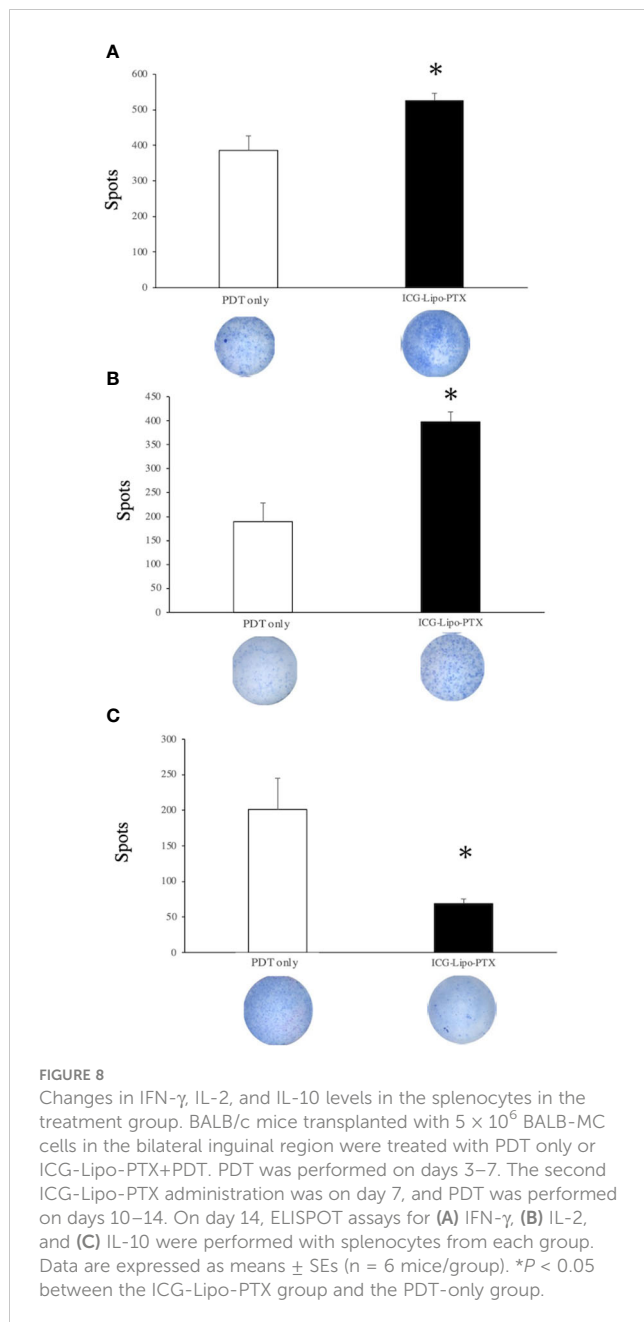 A
*
600
500
400
300
200
100
0
Spots
PDT only ICG-Lipo-PTX
B
*
450
400
350
300
250
200
150
100
50
0
Spots
PDT only ICG-Lipo-PTX
C
300
250
200
150
100
50
0
Spots
*
PDT only ICG-Lipo-PTX
FIGURE 8
Changes in IFN-γ, IL-2, and IL-10 levels in the splenocytes in the
treatment group. BALB/c mice transplanted with 5 × 10⁶ BALB-MC
cells in the bilateral inguinal region were treated with PDT only or
ICG-Lipo-PTX+PDT. PDT was performed on days 3–7. The second
ICG-Lipo-PTX administration was on day 7, and PDT was performed
on days 10–14. On day 14, ELISPOT assays for (A) IFN-γ, (B) IL-2,
and (C) IL-10 were performed with splenocytes from each group.
Data are expressed as means ± SEs (n = 6 mice/group). *P < 0.05
between the ICG-Lipo-PTX group and the PDT-only group.